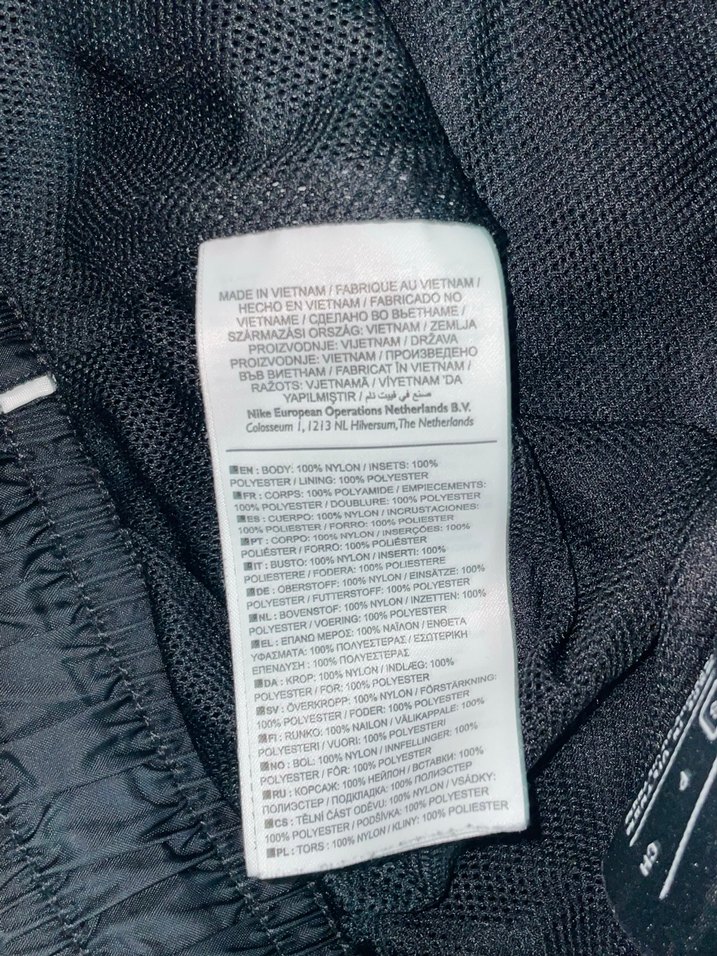 MADE IN VIETNAM / FABRIQUE AU VIETNAM /
HECHO EN VIETNAM / FABRICADO NO
VIETNAME / СДЕЛАНО ВО ВЬЕТНАМЕ /
SZÁRMAZÁSI ORSZÁG: VIETNAM / ZEMLJA
PROIZVODNJE: VIJETNAM / DRŽAVA
PROIZVODNJE: VIETNAM / ПРОИЗВЕДЕНО
ВЪВ ВИЕТНАМ / FABRICAT ÎN VIETNAM /
RAŽOTS: VJETNAMĀ / VİYETNAM 'DA
YAPILMIŞTIR / صنع في فييت نام
Nike European Operations Netherlands B.V.
Colosseum 1, 1213 NL Hilversum, The Netherlands
EN : BODY: 100% NYLON / INSETS: 100%
POLYESTER / LINING: 100% POLYESTER
FR : CORPS: 100% POLYAMIDE / EMPIECEMENTS:
100% POLYESTER / DOUBLURE: 100% POLYESTER
ES : CUERPO: 100% NYLON / INCRUSTACIONES:
100% POLIESTER / FORRO: 100% POLIESTER
PT : CORPO: 100% NYLON / INSERÇÕES: 100%
POLIÉSTER / FORRO: 100% POLIÉSTER
IT : BUSTO: 100% NYLON / INSERTI: 100%
POLIESTERE / FODERA: 100% POLIESTERE
DE : OBERSTOFF: 100% NYLON / EINSÄTZE: 100%
POLYESTER / FUTTERSTOFF: 100% POLYESTER
NL : BOVENSTOF: 100% NYLON / INZETTEN: 100%
POLYESTER / VOERING: 100% POLYESTER
EL : ΕΠΑΝΩ ΜΕΡΟΣ: 100% ΝΑΪΛΟΝ / ΕΝΘΕΤΑ
ΥΦΑΣΜΑΤΑ: 100% ΠΟΛΥΕΣΤΕΡΑΣ / ΕΣΩΤΕΡΙΚΗ
ΕΠΕΝΔΥΣΗ: 100% ΠΟΛΥΕΣΤΕΡΑΣ
DA : KROP: 100% NYLON / INDLÆG: 100%
POLYESTER / FOR: 100% POLYESTER
SV : ÖVERKROPP: 100% NYLON / FÖRSTÄRKNING:
100% POLYESTER / FODER: 100% POLYESTER
FI : RUNKO: 100% NAILON / VÄLIKAPPALE: 100%
POLYESTERI / VUORI: 100% POLYESTERI
NO : BOL: 100% NYLON / INNFELLINGER: 100%
POLYESTER / FÔR: 100% POLYESTER
RU : КОРСАЖ: 100% НЕЙЛОН / ВСТАВКИ: 100%
ПОЛИЭСТЕР / ПОДКЛАДКА: 100% ПОЛИЭСТЕР
CS : TĚLNÍ ČÁST ODĚVU: 100% NYLON / VSADKY:
100% POLYESTER / PODŠÍVKA: 100% POLYESTER
PL : TORS: 100% NYLON / KLINY: 100% POLIESTER